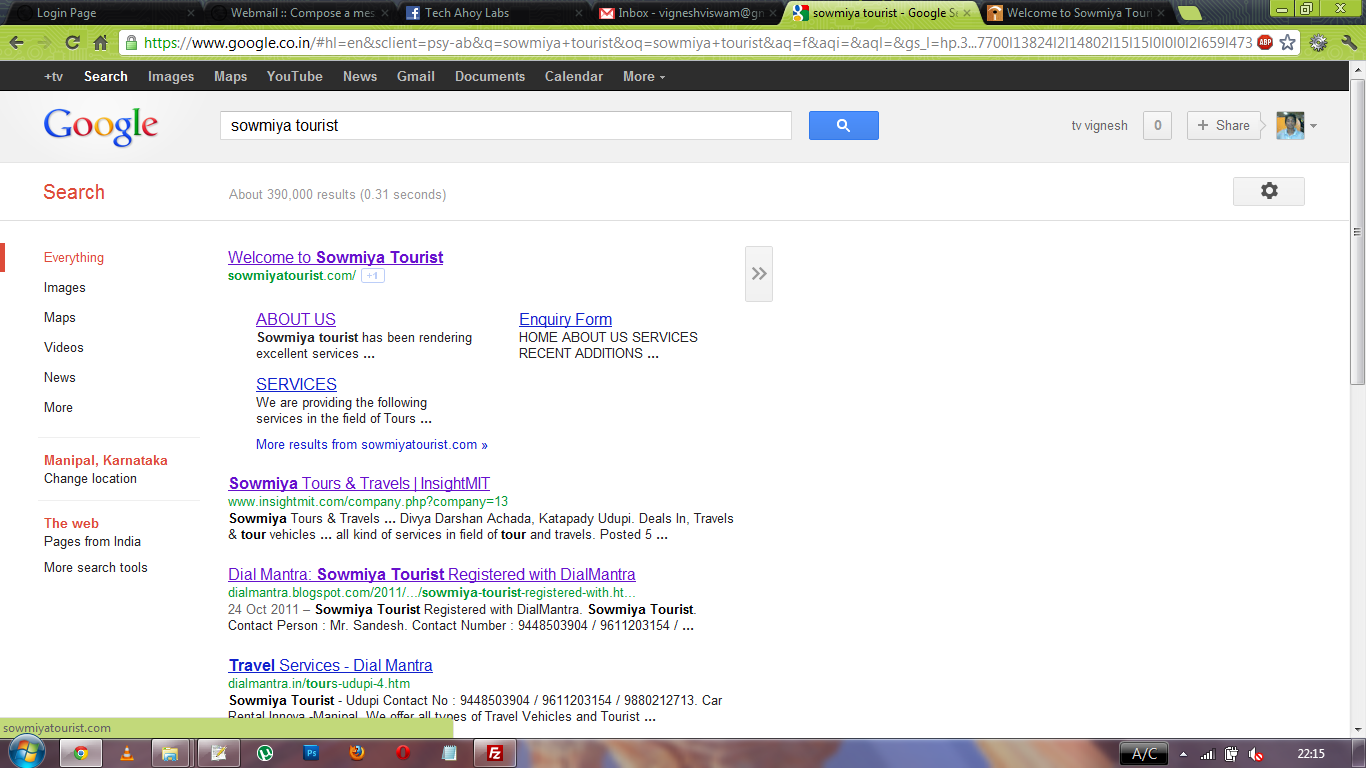 Login Page
Webmail :: Compose a mes
Tech Ahoy Labs
Inbox - vigneshviswam@gm
sowmiya tourist - Google Se
Welcome to Sowmiya Touri
https://www.google.co.in/#hl=en&sclient=psy-ab&q=sowmiya+tourist&oq=sowmiya+tourist&aq=f&aqi=&aql=&gs_l=hp.3...7700l13824l2l14802l15l15l0l0l0l2l659l473
ABP
+tv Search Images Maps YouTube News Gmail Documents Calendar More
Google
sowmiya tourist
tv vignesh 0 + Share
Search
About 390,000 results (0.31 seconds)
Everything
Images
Maps
Videos
News
More
Manipal, Karnataka
Change location
The web
Pages from India
More search tools
Welcome to Sowmiya Tourist
sowmiyatourist.com/ +1
ABOUT US
Sowmiya tourist has been rendering
excellent services ...
Enquiry Form
HOME ABOUT US SERVICES
RECENT ADDITIONS ...
SERVICES
We are providing the following
services in the field of Tours ...
More results from sowmiyatourist.com »
Sowmiya Tours & Travels | InsightMIT
www.insightmit.com/company.php?company=13
Sowmiya Tours & Travels ... Divya Darshan Achada, Katapady Udupi. Deals In, Travels
& tour vehicles ... all kind of services in field of tour and travels. Posted 5 ...
Dial Mantra: Sowmiya Tourist Registered with DialMantra
dialmantra.blogspot.com/2011/.../sowmiya-tourist-registered-with.ht...
24 Oct 2011 – Sowmiya Tourist Registered with DialMantra. Sowmiya Tourist.
Contact Person : Mr. Sandesh. Contact Number : 9448503904 / 9611203154 / ...
Travel Services - Dial Mantra
dialmantra.in/tours-udupi-4.htm
Sowmiya Tourist - Udupi Contact No : 9448503904 / 9611203154 / 9880212713. Car
Rental Innova -Manipal. We offer all types of Travel Vehicles and Tourist ...
sowmiyatourist.com
Ps
Fz
A/C
22:15